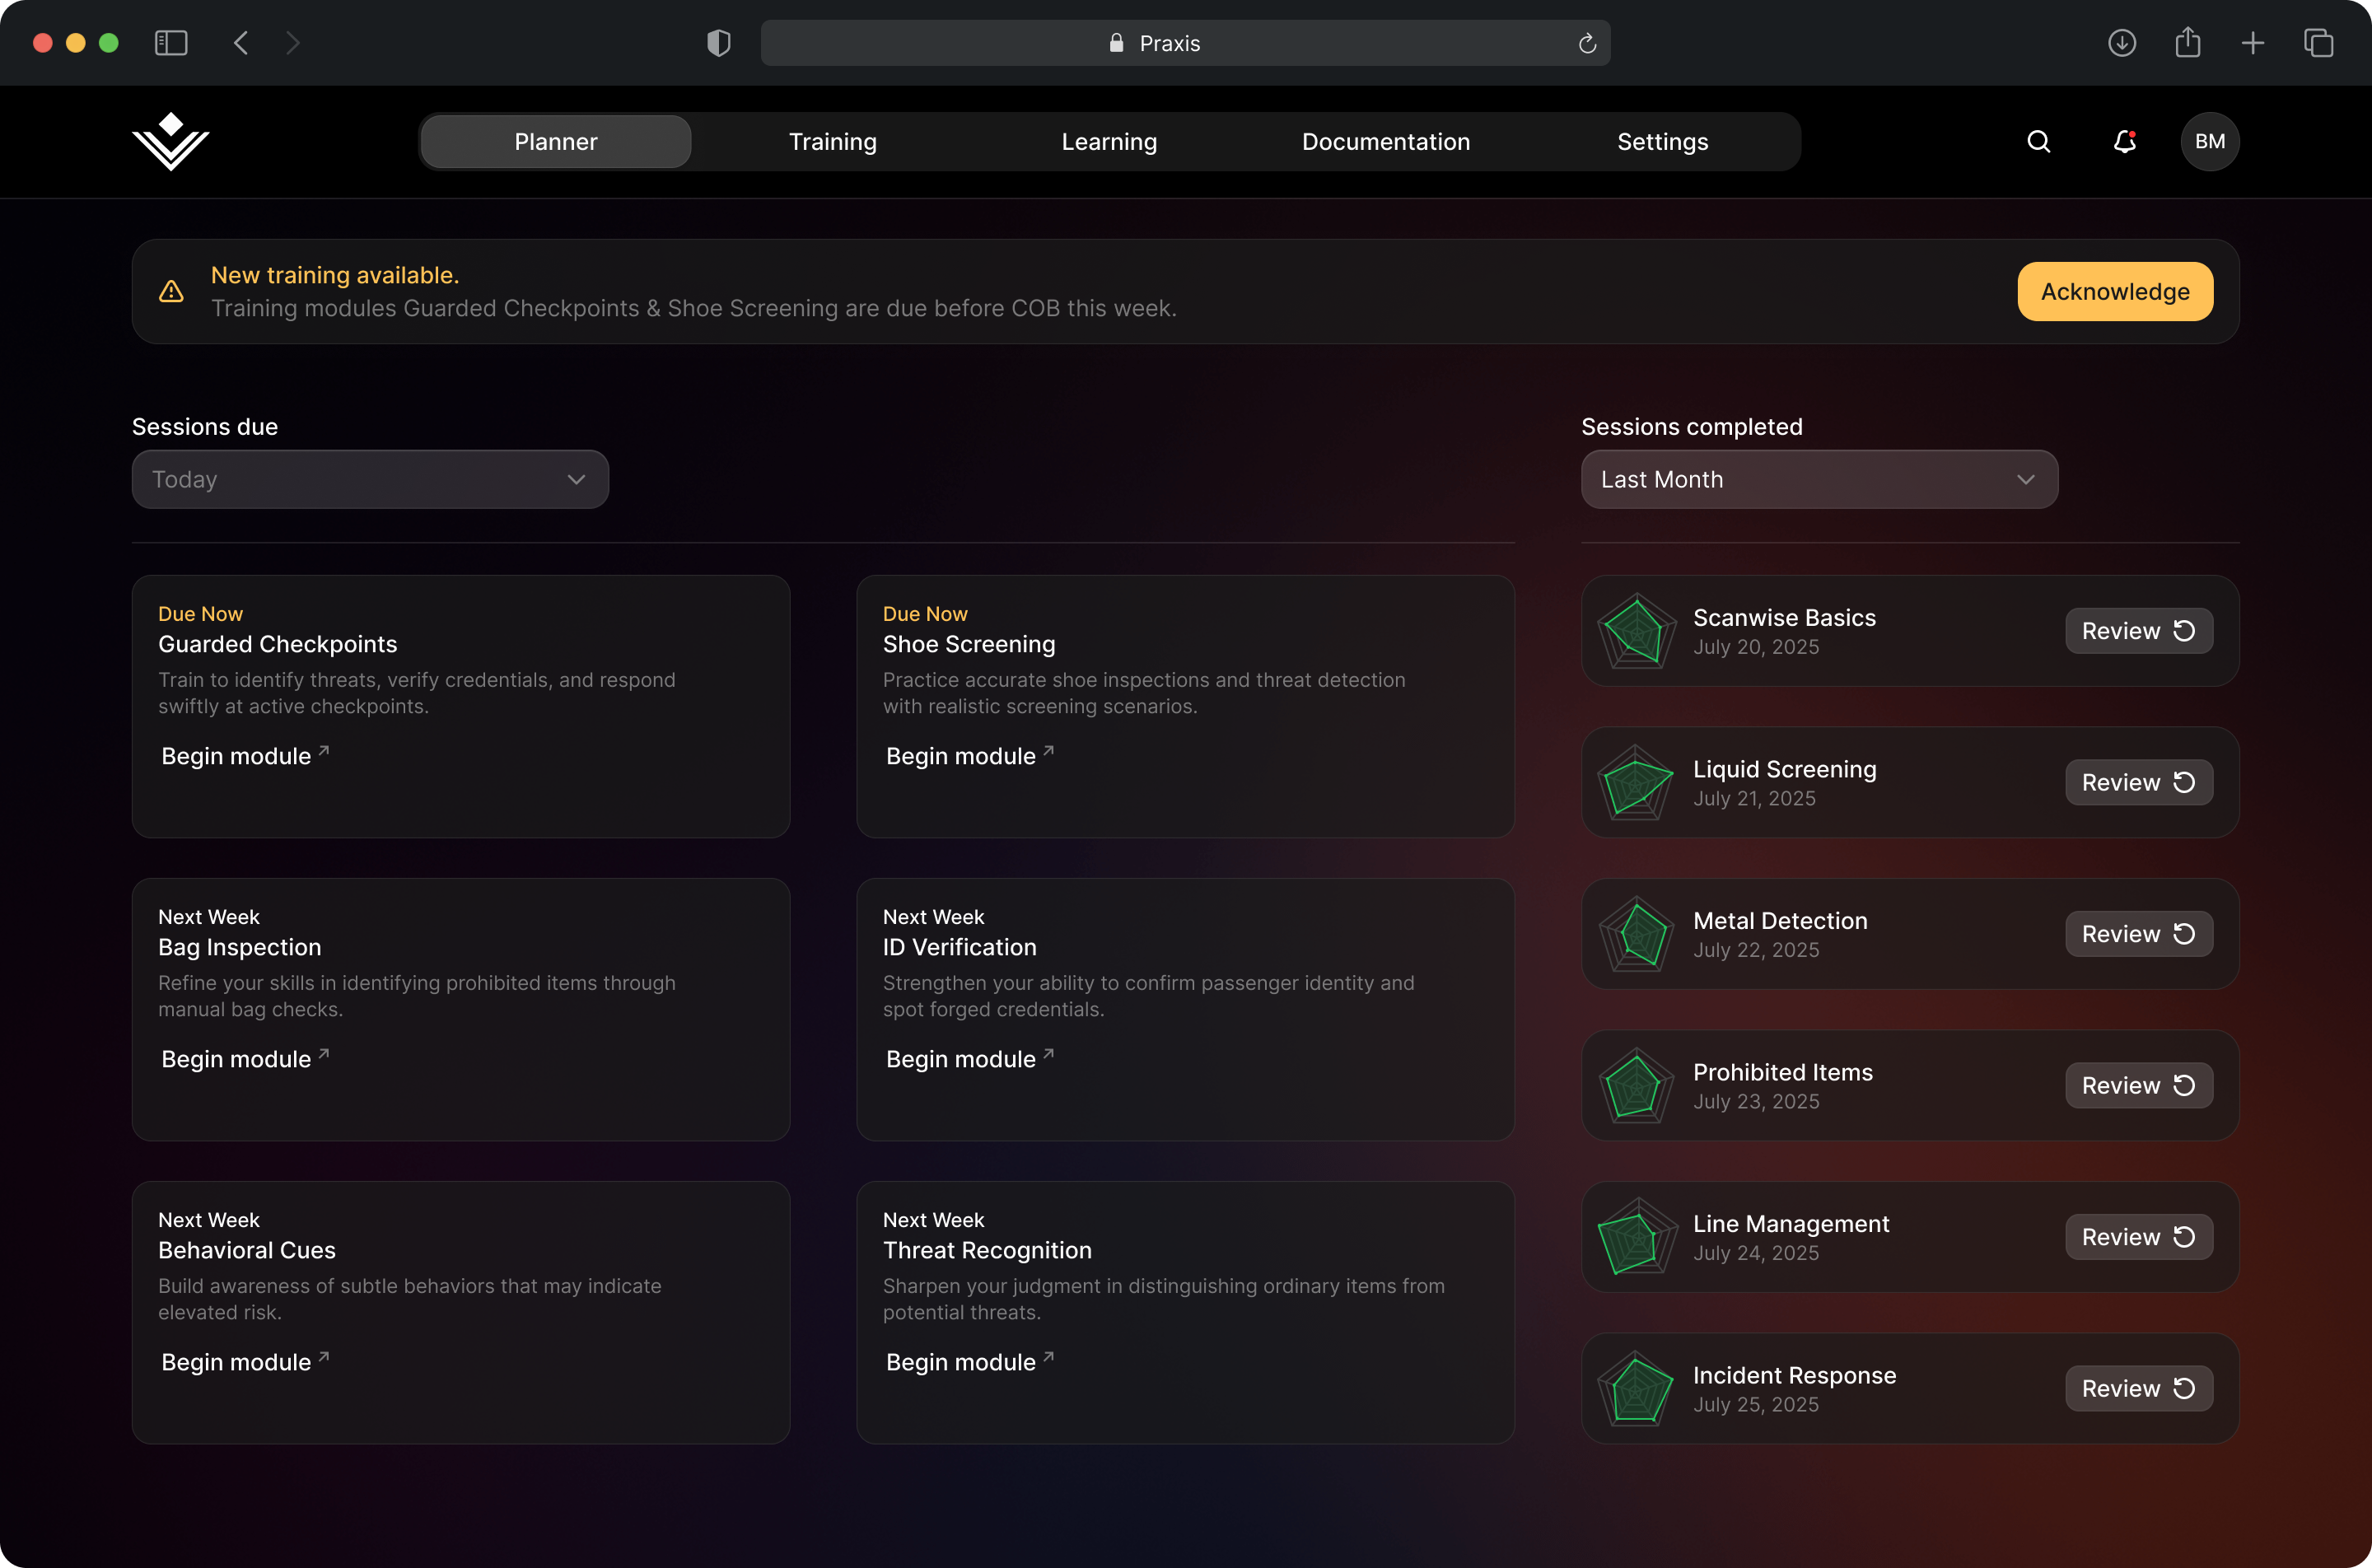 Praxis
Planner
Training
Learning
Documentation
Settings
BM
New training available.
Training modules Guarded Checkpoints & Shoe Screening are due before COB this week.
Acknowledge
Sessions due
Today
Sessions completed
Last Month
Due Now
Guarded Checkpoints
Train to identify threats, verify credentials, and respond
swiftly at active checkpoints.
Begin module
Due Now
Shoe Screening
Practice accurate shoe inspections and threat detection
with realistic screening scenarios.
Begin module
Next Week
Bag Inspection
Refine your skills in identifying prohibited items through
manual bag checks.
Begin module
Next Week
ID Verification
Strengthen your ability to confirm passenger identity and
spot forged credentials.
Begin module
Next Week
Behavioral Cues
Build awareness of subtle behaviors that may indicate
elevated risk.
Begin module
Next Week
Threat Recognition
Sharpen your judgment in distinguishing ordinary items from
potential threats.
Begin module
Scanwise Basics
July 20, 2025
Review
Liquid Screening
July 21, 2025
Review
Metal Detection
July 22, 2025
Review
Prohibited Items
July 23, 2025
Review
Line Management
July 24, 2025
Review
Incident Response
July 25, 2025
Review